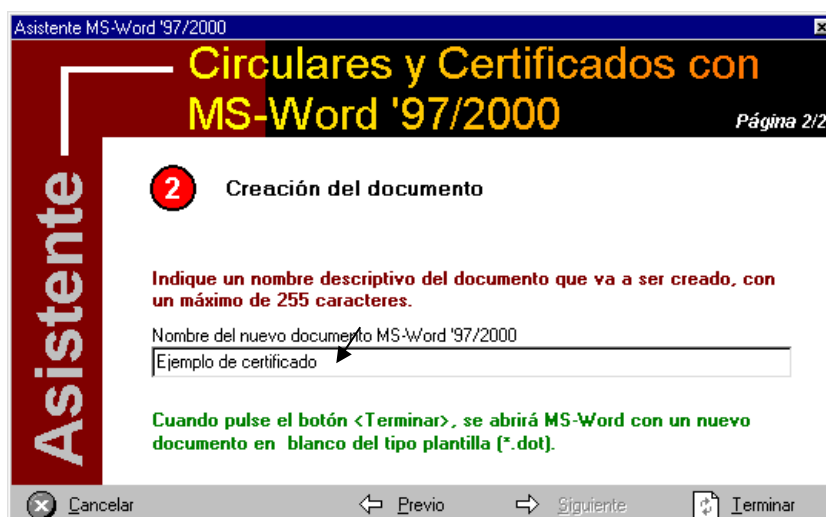 Asistente MS-Word '97/2000
Circulares y Certificados con
MS-Word '97/2000
Página 2/2
Asistente
2 Creación del documento
Indique un nombre descriptivo del documento que va a ser creado, con
un máximo de 255 caracteres.
Nombre del nuevo documento MS-Word '97/2000
Ejemplo de certificado
Cuando pulse el botón <Terminar>, se abrirá MS-Word con un nuevo
documento en blanco del tipo plantilla (*.dot).
Cancelar Previo Siguiente Terminar